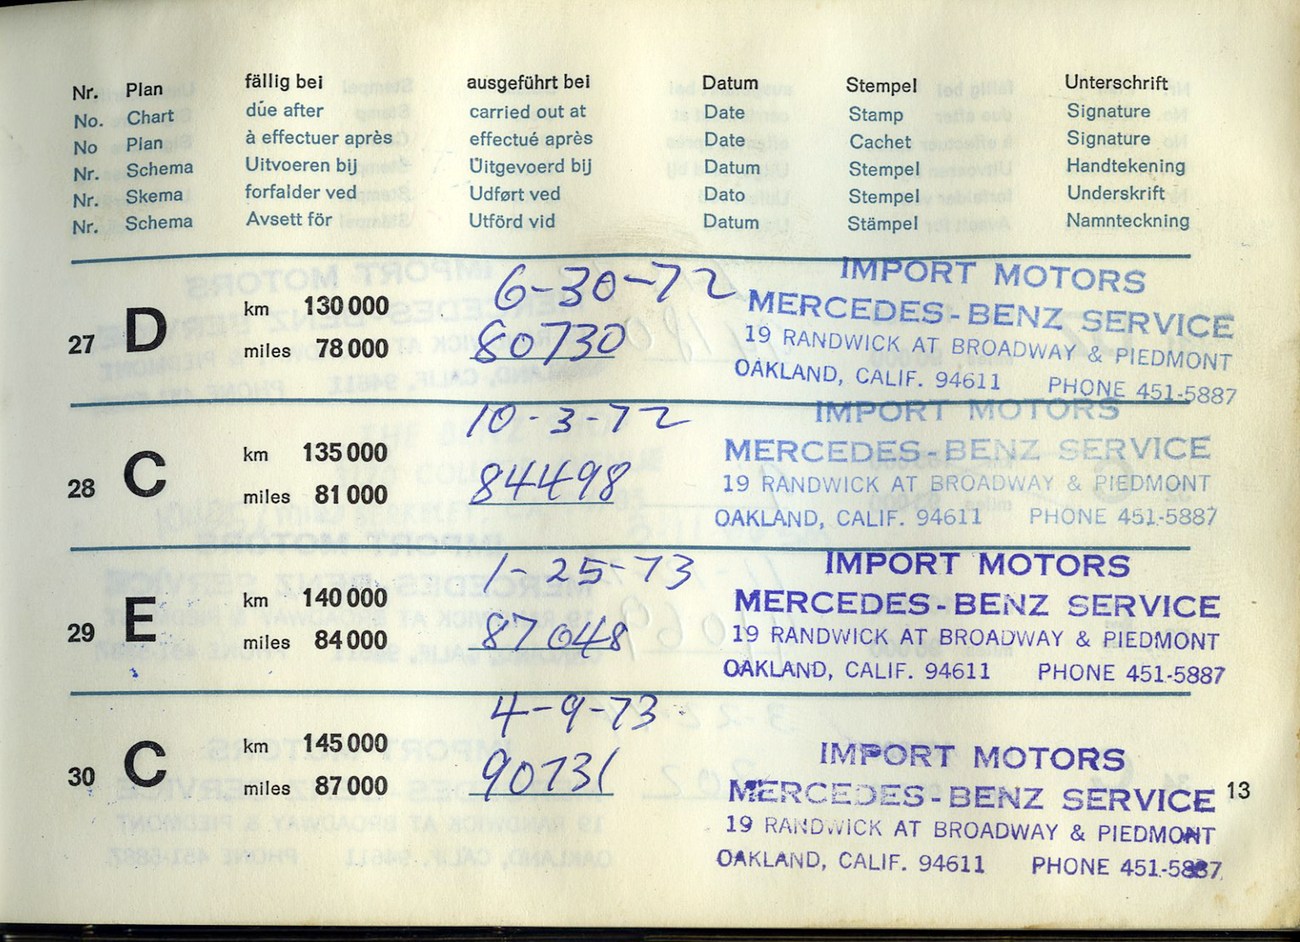 Nr. Plan fällig bei ausgeführt bei Datum Stempel Unterschrift
No. Chart dúe after carried out at Date Stamp Signature
No Plan à effectuer après effectué après Date Cachet Signature
Nr. Schema Uitvoeren bij Uitgevoerd bij Datum Stempel Handtekening
Nr. Skema forfalder ved Udført ved Dato Stempel Underskrift
Nr. Schema Avsett för Utförd vid Datum Stämpel Namnteckning
27 D km 130 000 miles 78 000
6-30-72
80730
IMPORT MOTORS
MERCEDES-BENZ SERVICE
19 RANDWICK AT BROADWAY & PIEDMONT
OAKLAND, CALIF. 94611 PHONE 451-5887
28 C km 135 000 miles 81 000
10-3-72
84498
IMPORT MOTORS
MERCEDES-BENZ SERVICE
19 RANDWICK AT BROADWAY & PIEDMONT
OAKLAND, CALIF. 94611 PHONE 451-5887
29 E km 140 000 miles 84 000
1-25-73
87048
IMPORT MOTORS
MERCEDES-BENZ SERVICE
19 RANDWICK AT BROADWAY & PIEDMONT
OAKLAND, CALIF. 94611 PHONE 451-5887
30 C km 145 000 miles 87 000
4-9-73
90731
IMPORT MOTORS
MERCEDES-BENZ SERVICE
19 RANDWICK AT BROADWAY & PIEDMONT
OAKLAND, CALIF. 94611 PHONE 451-5887
13